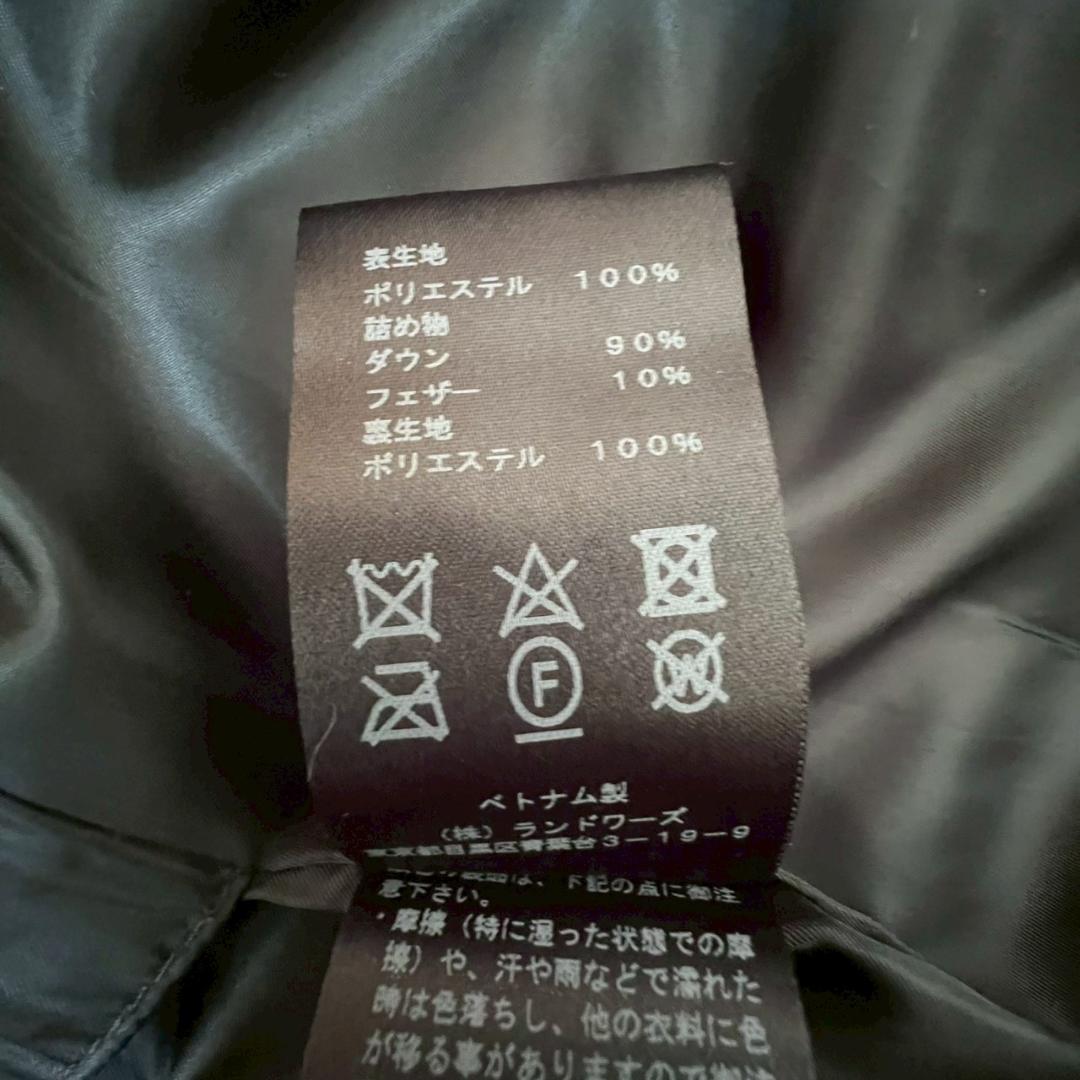 表生地
ポリエステル 100%
詰め物
ダウン 90%
フェザー 10%
裏生地
ポリエステル 100%
F
W
ベトナム製
(株) ランドワーズ
東京都目黒区青葉台3-19-9
は、下記の点に御注
意下さい。
・摩擦(特に湿った状態での摩
擦)や、汗や雨などで濡れた
時は色落ちし、他の衣料に色
が移る事がありますので御注